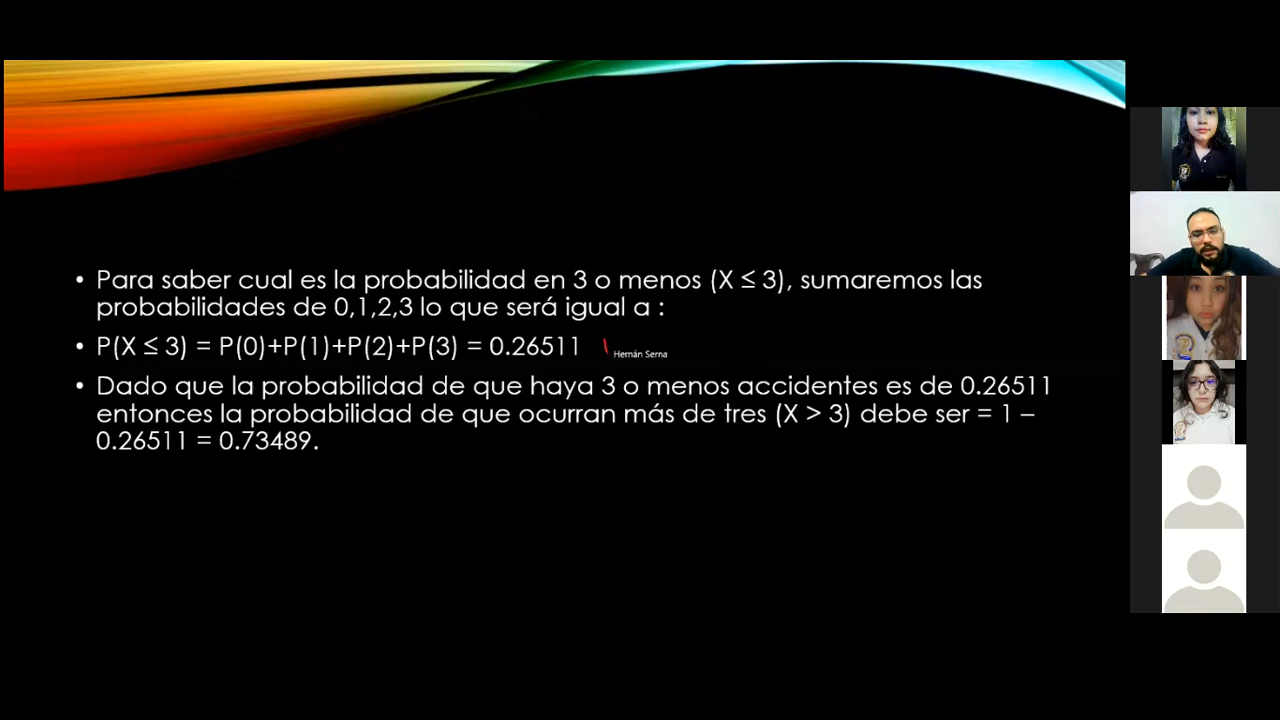 • Para saber cual es la probabilidad en 3 o menos (X ≤ 3), sumaremos las
probabilidades de 0,1,2,3 lo que será igual a :
• P(X ≤ 3) = P(0)+P(1)+P(2)+P(3) = 0.26511
Hernán Serna
• Dado que la probabilidad de que haya 3 o menos accidentes es de 0.26511
entonces la probabilidad de que ocurran más de tres (X > 3) debe ser = 1 –
0.26511 = 0.73489.